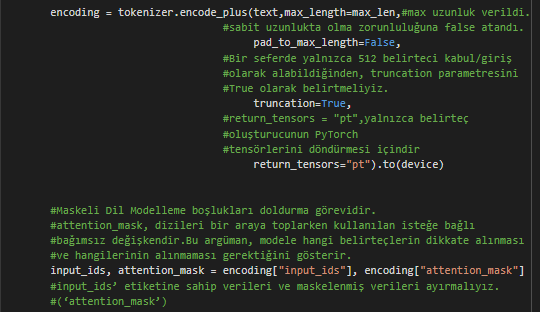 encoding = tokenizer.encode_plus(text,max_length=max_len,#max uzunluk verildi.
#sabit uzunlukta olma zorunluluğuna false atandı.
pad_to_max_length=False,
#Bir seferde yalnızca 512 belirteci kabul/giriş
#olarak alabildiğinden, truncation parametresini
#True olarak belirtmeliyiz.
truncation=True,
#return_tensors = "pt",yalnızca belirteç
#oluşturucunun PyTorch
#tensörlerini döndürmesi içindir
return_tensors="pt").to(device)
#Maskeli Dil Modelleme boşlukları doldurma görevidir.
#attention_mask, dizileri bir araya toplarken kullanılan isteğe bağlı
#bağımsız değişkendir.Bu argüman, modele hangi belirteçlerin dikkate alınması
#ve hangilerinin alınmaması gerektiğini gösterir.
input_ids, attention_mask = encoding["input_ids"], encoding["attention_mask"]
#input_ids’ etiketine sahip verileri ve maskelenmiş verileri ayırmalıyız.
#(‘attention_mask’)